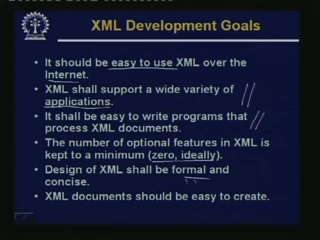 XML Development Goals
• It should be easy to use XML over the
Internet.
• XML shall support a wide variety of
applications.
• It shall be easy to write programs that
process XML documents.
• The number of optional features in XML is
kept to a minimum (zero, ideally).
• Design of XML shall be formal and
concise.
• XML documents should be easy to create.